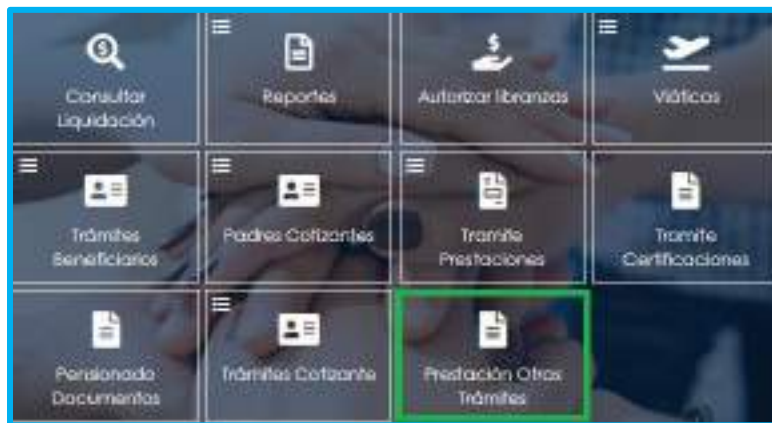 Consultar
Liquidación
Reportes
Autorizar libranzas
Viáticos
Trámites
Beneficiarios
Padres Cotizantes
Tramite
Prestaciones
Tramite
Certificaciones
Pensionado
Documentos
Trámites Cotizante
Prestación Otros
Trámites